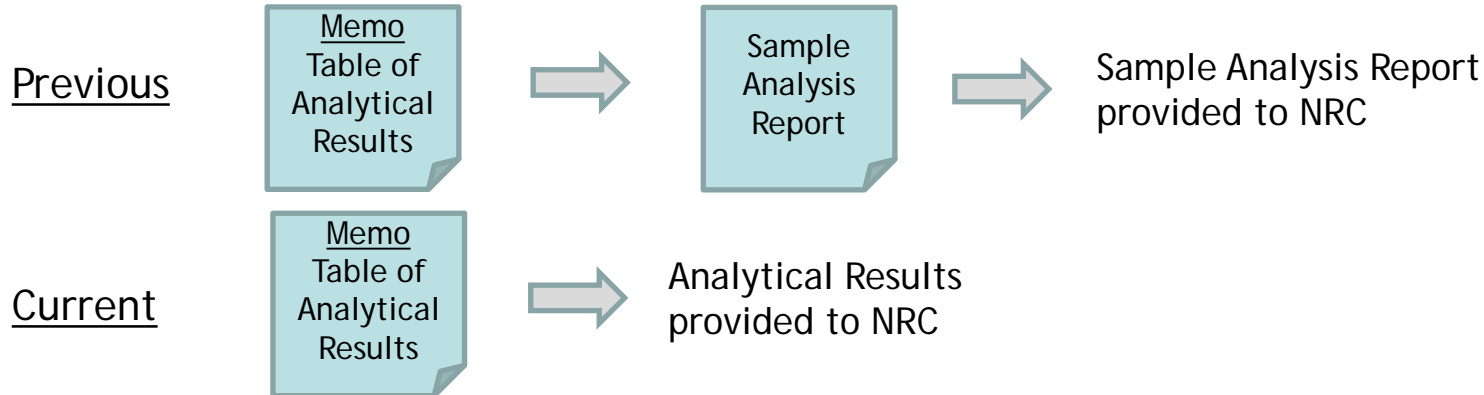 Previous
Memo
Table of
Analytical
Results
Sample
Analysis
Report
Sample Analysis Report
provided to NRC
Current
Memo
Table of
Analytical
Results
Analytical Results
provided to NRC